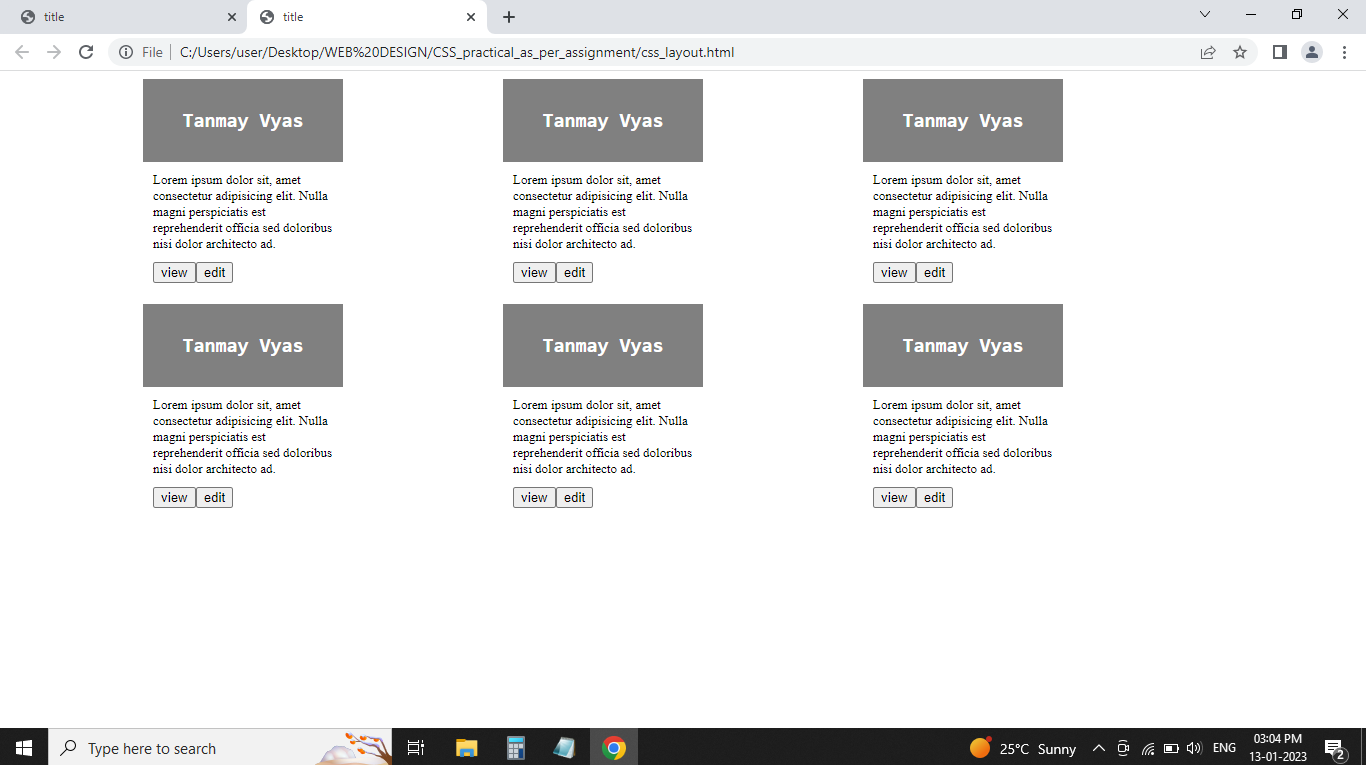 title
title
File
C:/Users/user/Desktop/WEB%20DESIGN/CSS_practical_as_per_assignment/css_layout.html
Tanmay Vyas
Lorem ipsum dolor sit, amet
consectetur adipisicing elit. Nulla
magni perspiciatis est
reprehenderit officia sed doloribus
nisi dolor architecto ad.
view edit
Tanmay Vyas
Lorem ipsum dolor sit, amet
consectetur adipisicing elit. Nulla
magni perspiciatis est
reprehenderit officia sed doloribus
nisi dolor architecto ad.
view edit
Tanmay Vyas
Lorem ipsum dolor sit, amet
consectetur adipisicing elit. Nulla
magni perspiciatis est
reprehenderit officia sed doloribus
nisi dolor architecto ad.
view edit
Tanmay Vyas
Lorem ipsum dolor sit, amet
consectetur adipisicing elit. Nulla
magni perspiciatis est
reprehenderit officia sed doloribus
nisi dolor architecto ad.
view edit
Tanmay Vyas
Lorem ipsum dolor sit, amet
consectetur adipisicing elit. Nulla
magni perspiciatis est
reprehenderit officia sed doloribus
nisi dolor architecto ad.
view edit
Tanmay Vyas
Lorem ipsum dolor sit, amet
consectetur adipisicing elit. Nulla
magni perspiciatis est
reprehenderit officia sed doloribus
nisi dolor architecto ad.
view edit
Type here to search
25°C Sunny
ENG
03:04 PM
13-01-2023
2